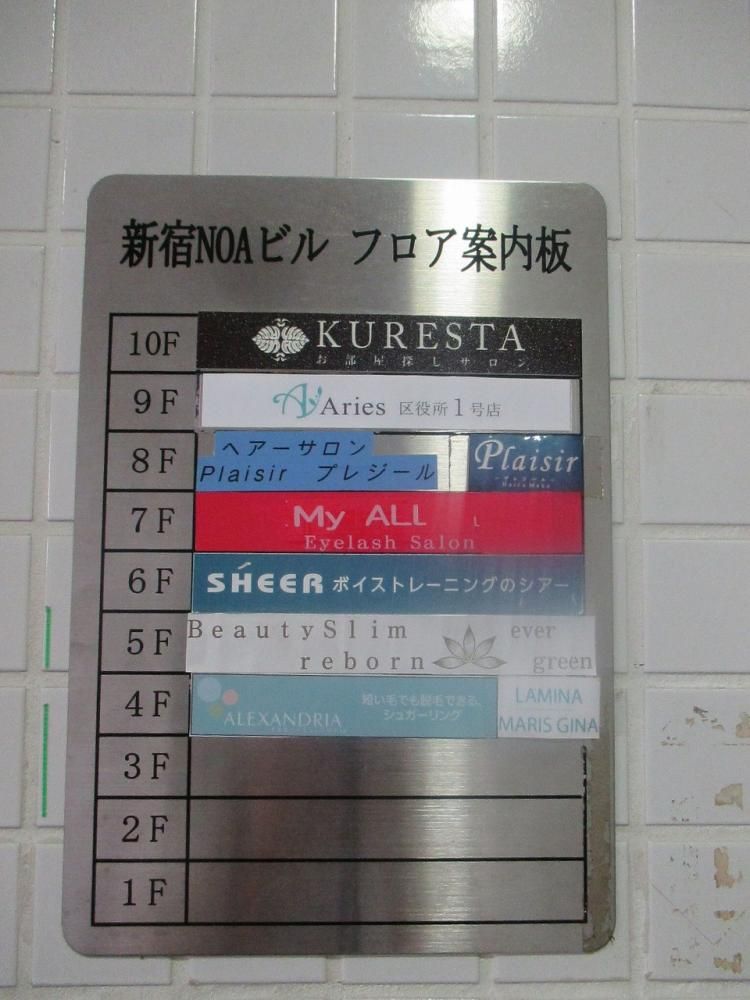 新宿NOAビル フロア案内板
10F
KURESTA
お部屋探しサロン
9F
Aries 区役所1号店
8F
ヘアーサロン
Plaisir プレジール
Plaisir
7F
My ALL
Eyelash Salon
6F
SHEER ボイストレーニングのシアー
5F
BeautySlim
reborn
ever
green
4F
ALEXANDRIA
短い毛でも脱毛できる、
シュガーリング
LAMINA
MARIS GINA
3F
2F
1F